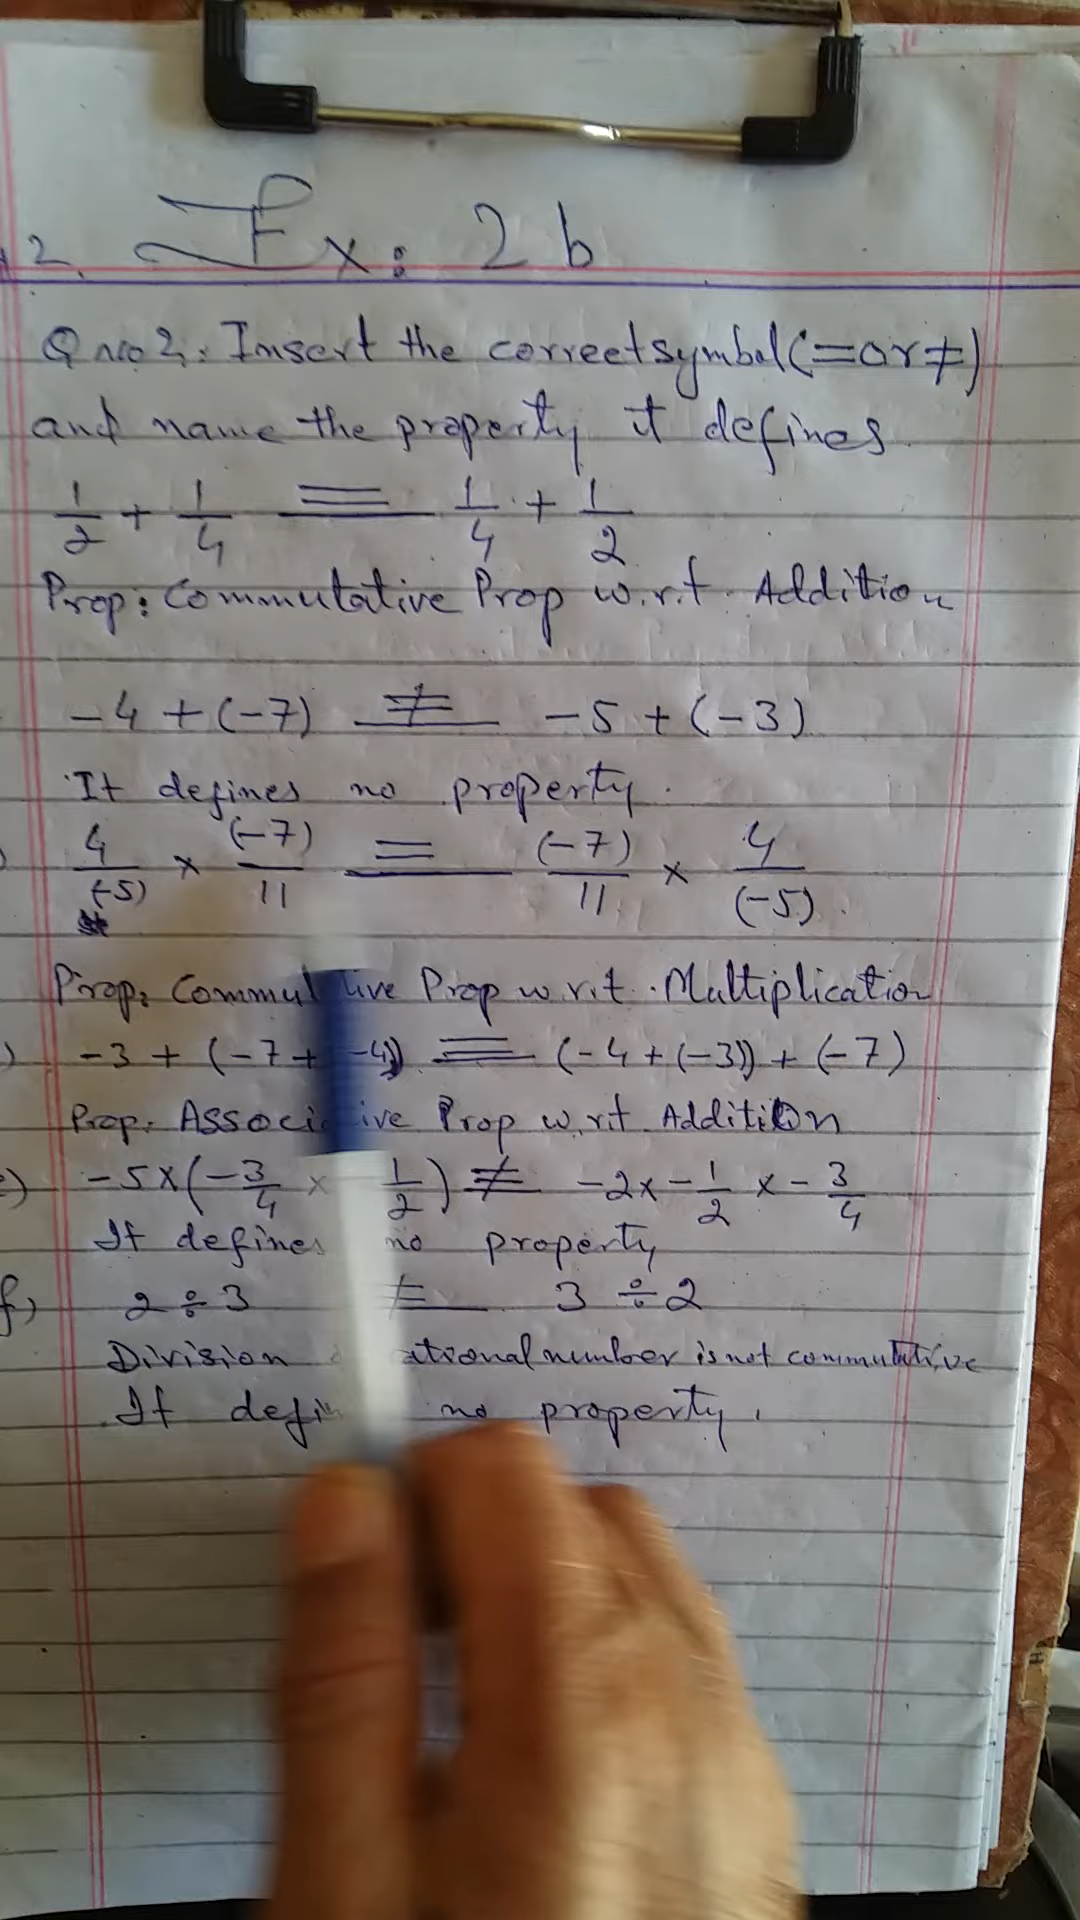 2. Ex: 2 b
Q no 2: Insert the correct symbol (= or ≠)
and name the property it defines.
1/2 + 1/4 = 1/4 + 1/2
Prop: Commutative Prop w.r.t. Addition
-4 + (-7) ≠ -5 + (-3)
It defines no property.
4/(-5) × (-7)/11 = (-7)/11 × 4/(-5)
Prop: Commu tive Prop w.r.t. Multiplication
-3 + (-7 + -4)) = (-4 + (-3)) + (-7)
Prop: Associ ive Prop w.r.t Addition
-5 × (-3/4 × 1/2) ≠ -2 × -1/2 × -3/4
It define no property
f) 2 ÷ 3 ≠ 3 ÷ 2
Division ational number is not commutative
It defi no property.